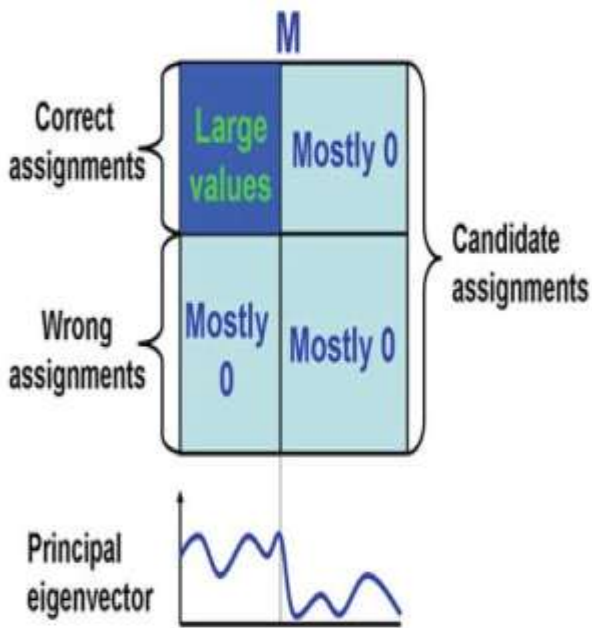 M
Correct
assignments
Large
values
Mostly 0
Candidate
assignments
Wrong
assignments
Mostly
0
Mostly 0
Principal
eigenvector